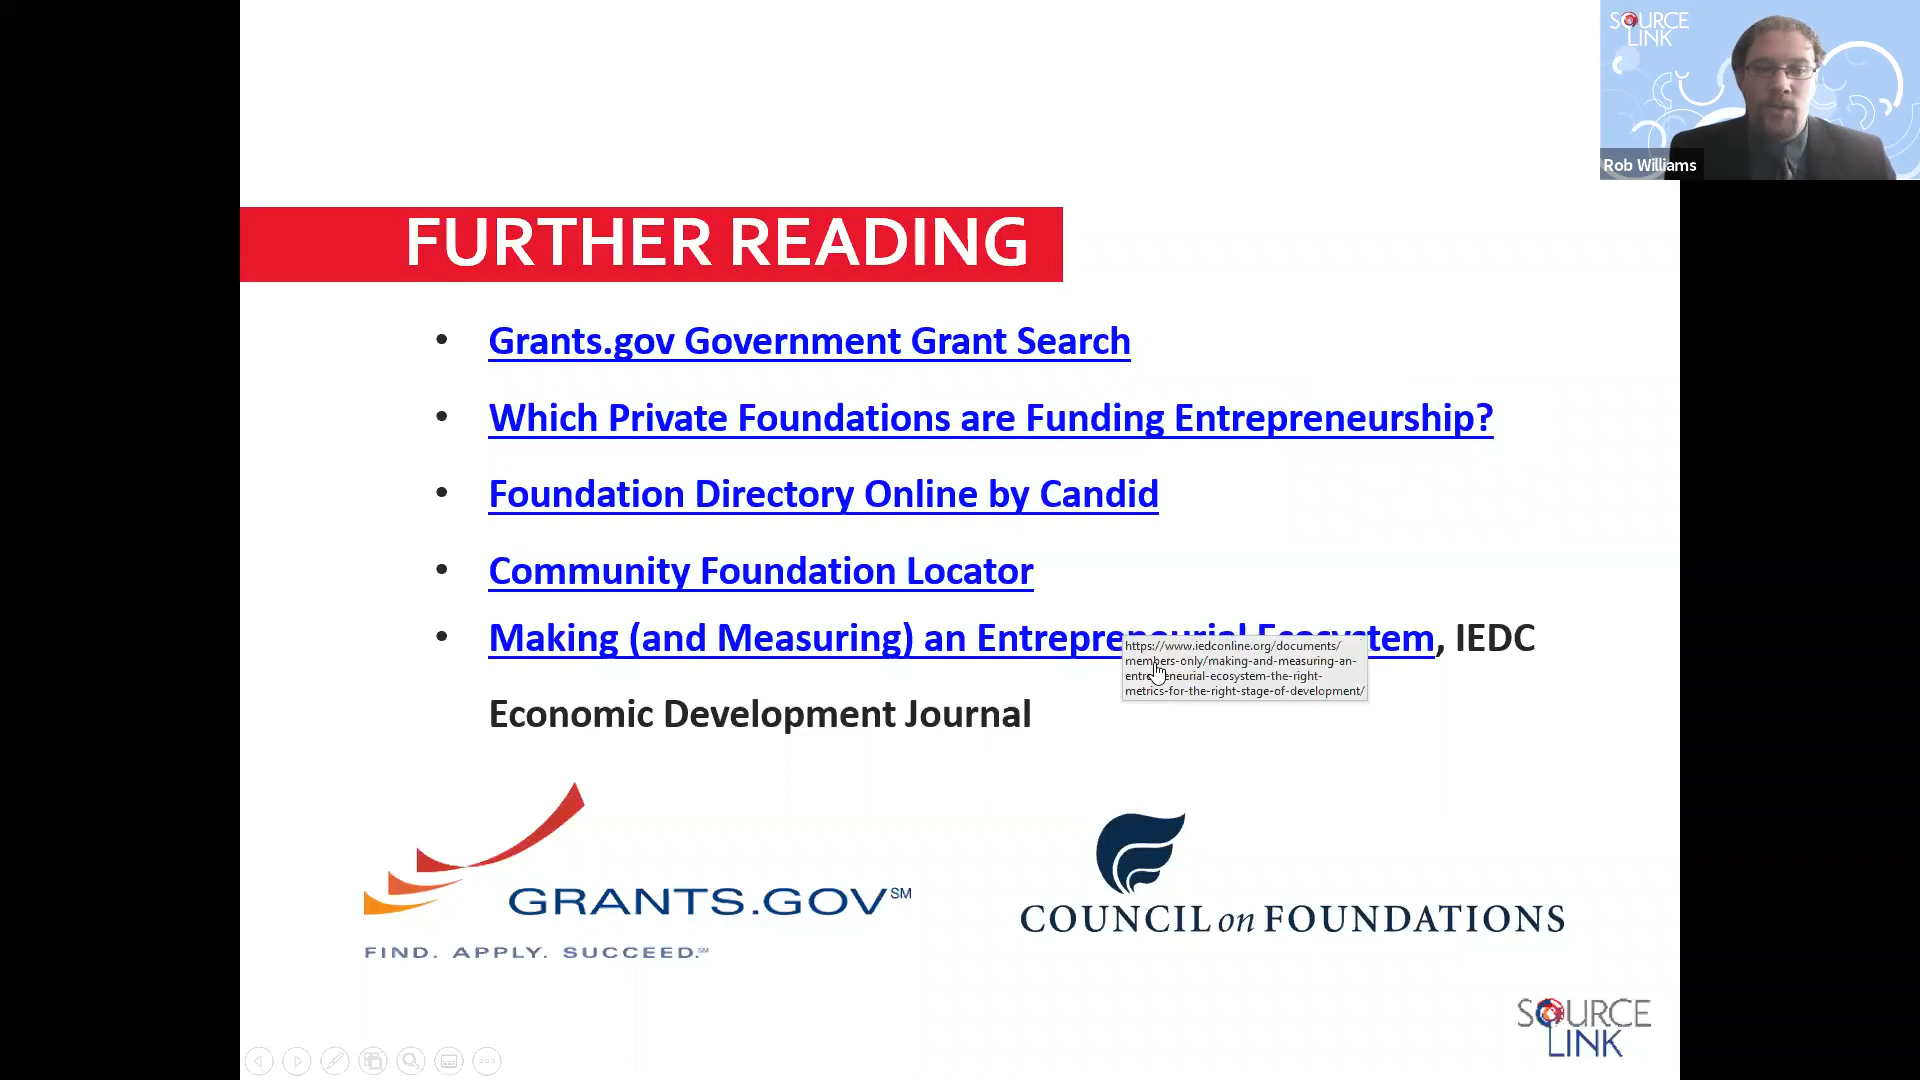 SOURCE
LINK
Rob Williams
FURTHER READING
• Grants.gov Government Grant Search
• Which Private Foundations are Funding Entrepreneurship?
• Foundation Directory Online by Candid
• Community Foundation Locator
• Making (and Measuring) an Entrepreneurial Ecosystem, IEDC
https://www.iedconline.org/documents/
members-only/making-and-measuring-an-
entrepreneurial-ecosystem-the-right-
metrics-for-the-right-stage-of-development/
Economic Development Journal
GRANTS.GOV℠
FIND. APPLY. SUCCEED.℠
COUNCIL on FOUNDATIONS
SOURCE
LINK